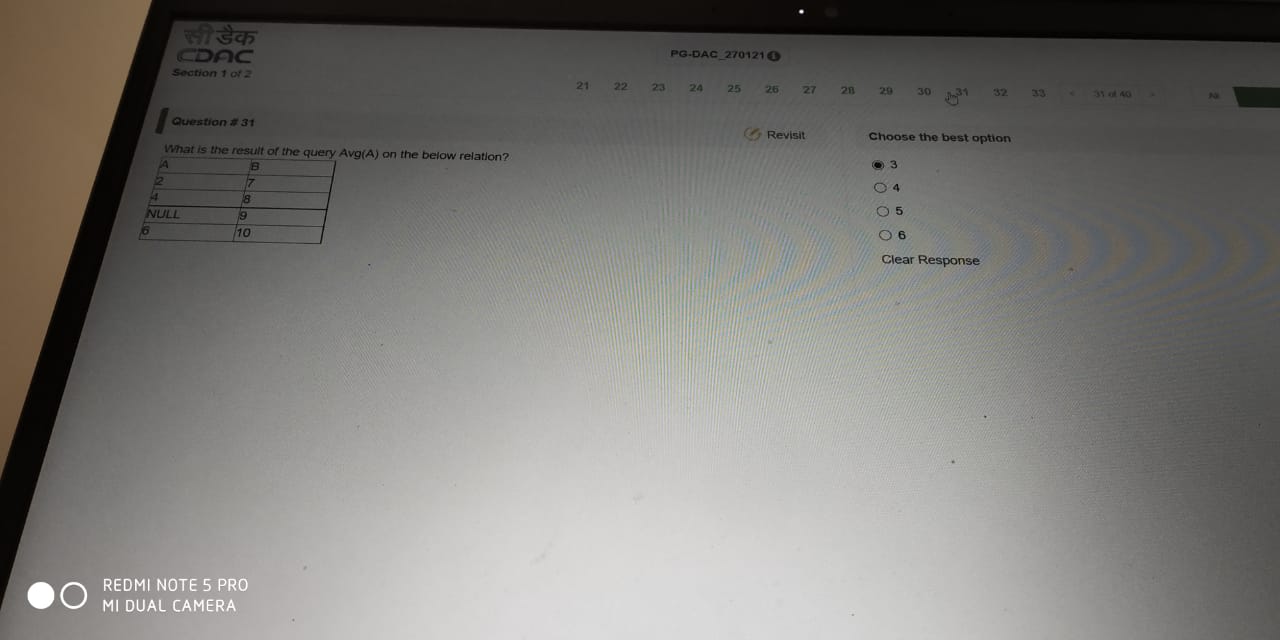 सी डैक
CDAC
Section 1 of 2
PG-DAC_270121
21 22 23 24 25 26 27 28 29 30 31 32 33 < 31 of 40 > All
Question # 31
Revisit
What is the result of the query Avg(A) on the below relation?
A B
2 7
4 8
NULL 9
6 10
Choose the best option
3
4
5
6
Clear Response
REDMI NOTE 5 PRO
MI DUAL CAMERA